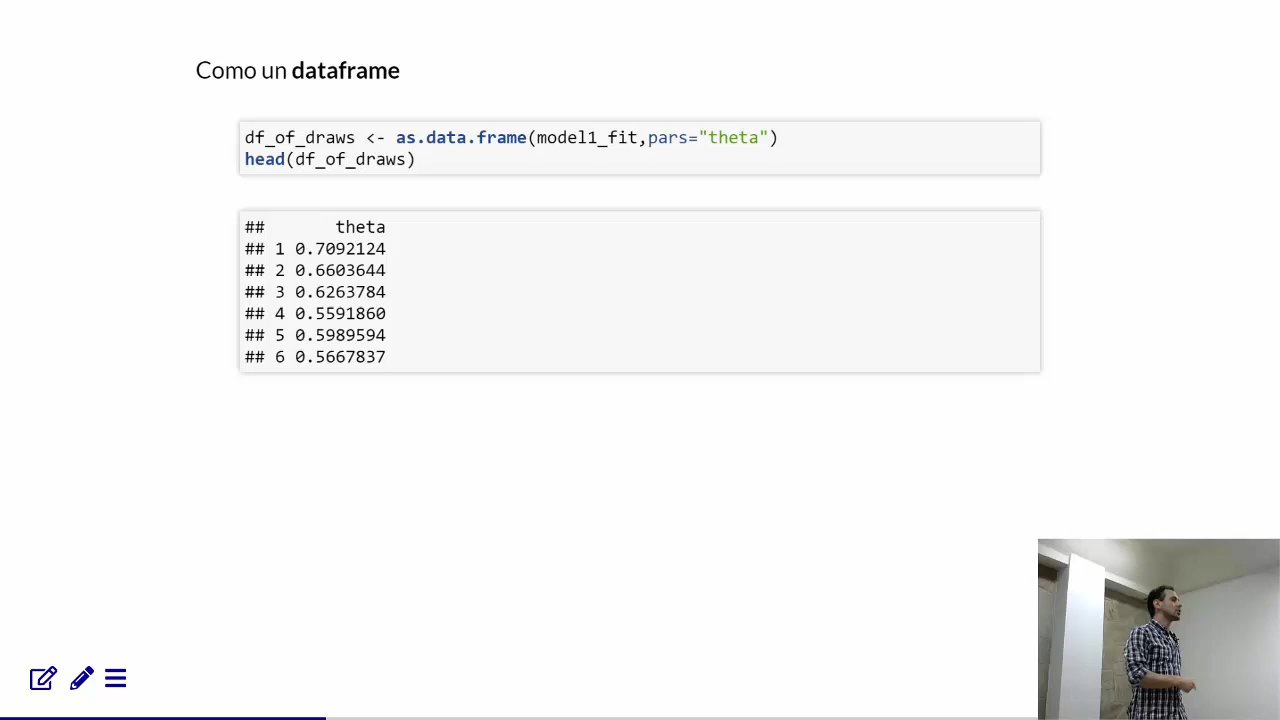 Como un dataframe
df_of_draws <- as.data.frame(model1_fit,pars="theta")
head(df_of_draws)
##       theta
## 1 0.7092124
## 2 0.6603644
## 3 0.6263784
## 4 0.5591860
## 5 0.5989594
## 6 0.5667837